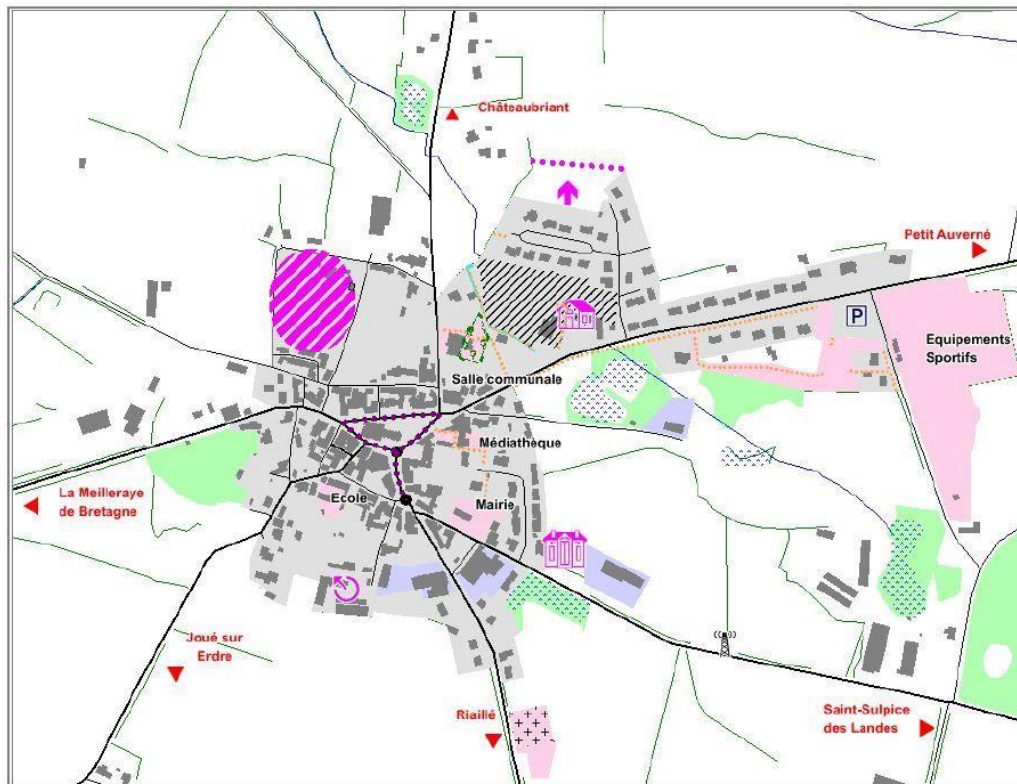 Châteaubriant
Petit Auverné
P
Equipements
Sportifs
Salle communale
Médiathèque
La Meilleraye
de Bretagne
Ecole
Mairie
Joué sur
Erdre
Riaillé
Saint-Sulpice
des Landes